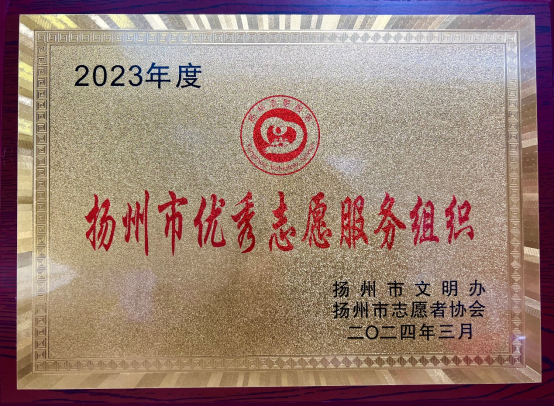 2023年度
扬州市优秀志愿服务组织
扬州市文明办
扬州市志愿者协会
二〇二四年三月